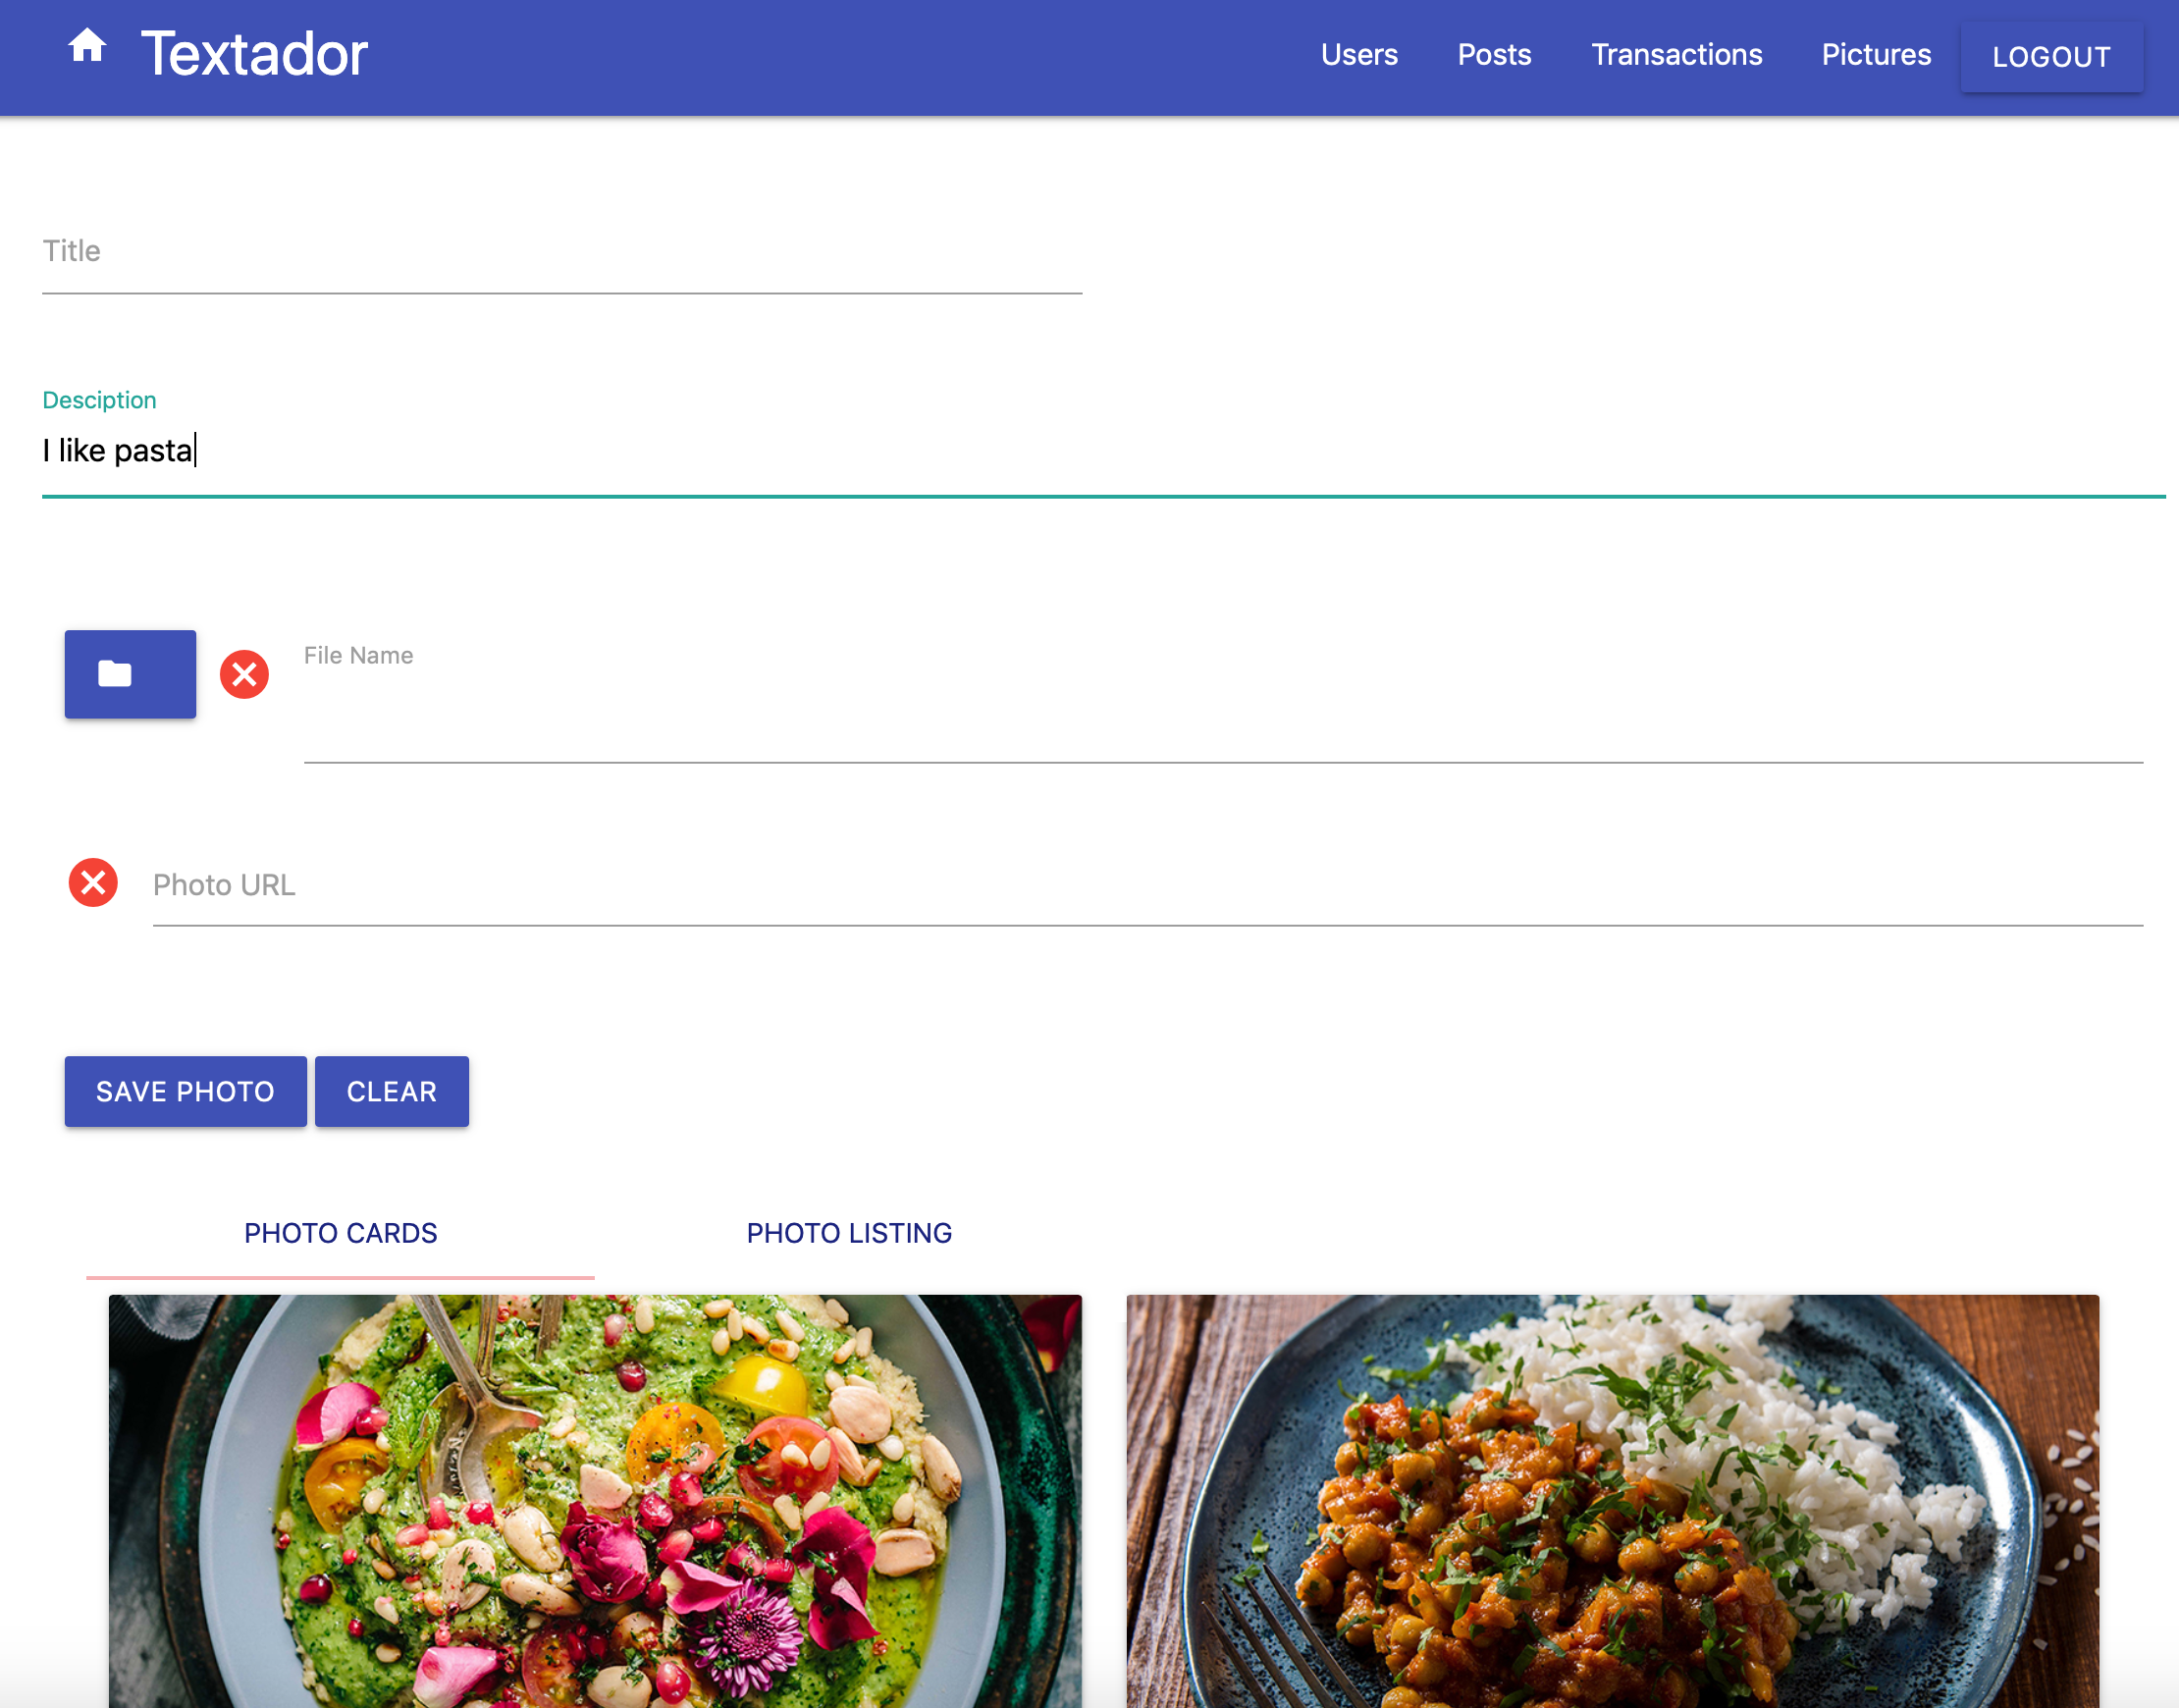 Textador
Users Posts Transactions Pictures LOGOUT
Title
Desciption
I like pasta
File Name
Photo URL
SAVE PHOTO CLEAR
PHOTO CARDS PHOTO LISTING